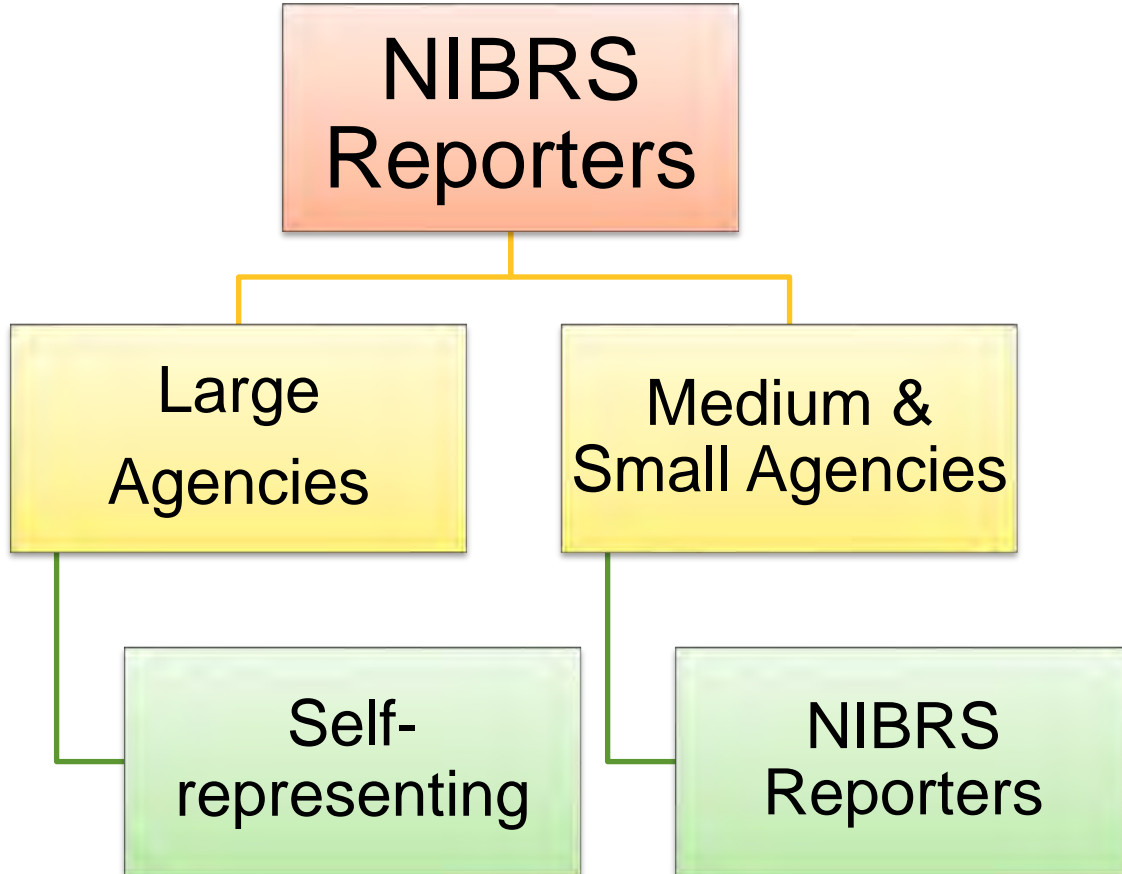 NIBRS
Reporters
Large
Agencies
Medium &
Small Agencies
Self-
representing
NIBRS
Reporters